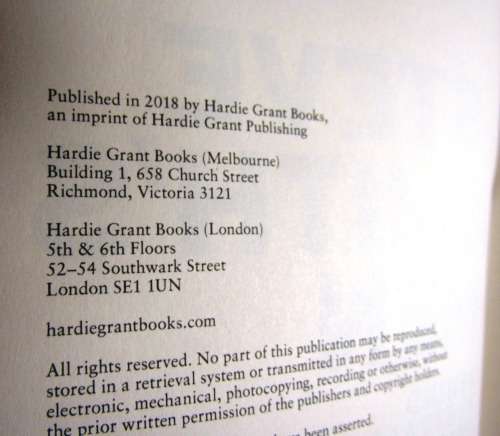 Published in 2018 by Hardie Grant Books,
an imprint of Hardie Grant Publishing
Hardie Grant Books (Melbourne)
Building 1, 658 Church Street
Richmond, Victoria 3121
Hardie Grant Books (London)
5th & 6th Floors
52–54 Southwark Street
London SE1 1UN
hardiegrantbooks.com
All rights reserved. No part of this publication may be reproduced,
stored in a retrieval system or transmitted in any form by any means,
electronic, mechanical, photocopying, recording or otherwise, without
the prior written permission of the publishers and copyright holders.
been asserted.